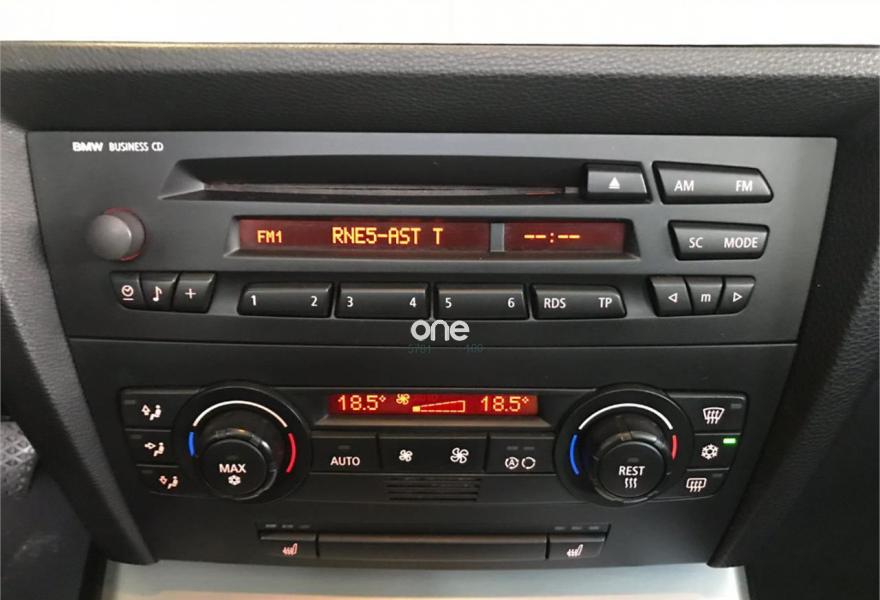 BMW BUSINESS CD
AM FM
FM1 RNE5-AST T --:--
SC MODE
1 2 3 4 5 6 RDS TP m
one
18.5° 18.5°
MAX AUTO REST